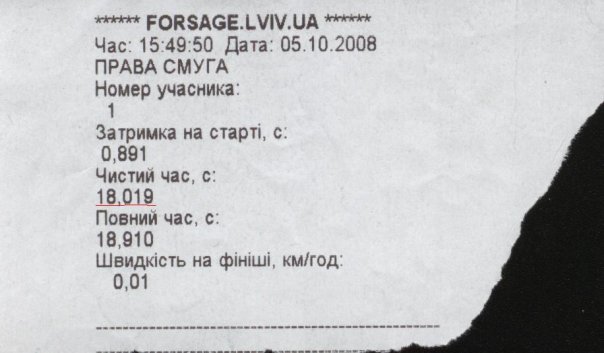 ****** FORSAGE.LVIV.UA ******
Час: 15:49:50 Дата: 05.10.2008
ПРАВА СМУГА
Номер учасника:
1
Затримка на старті, с:
0,891
Чистий час, с:
18,019
Повний час, с:
18,910
Швидкість на фініші, км/год:
0,01